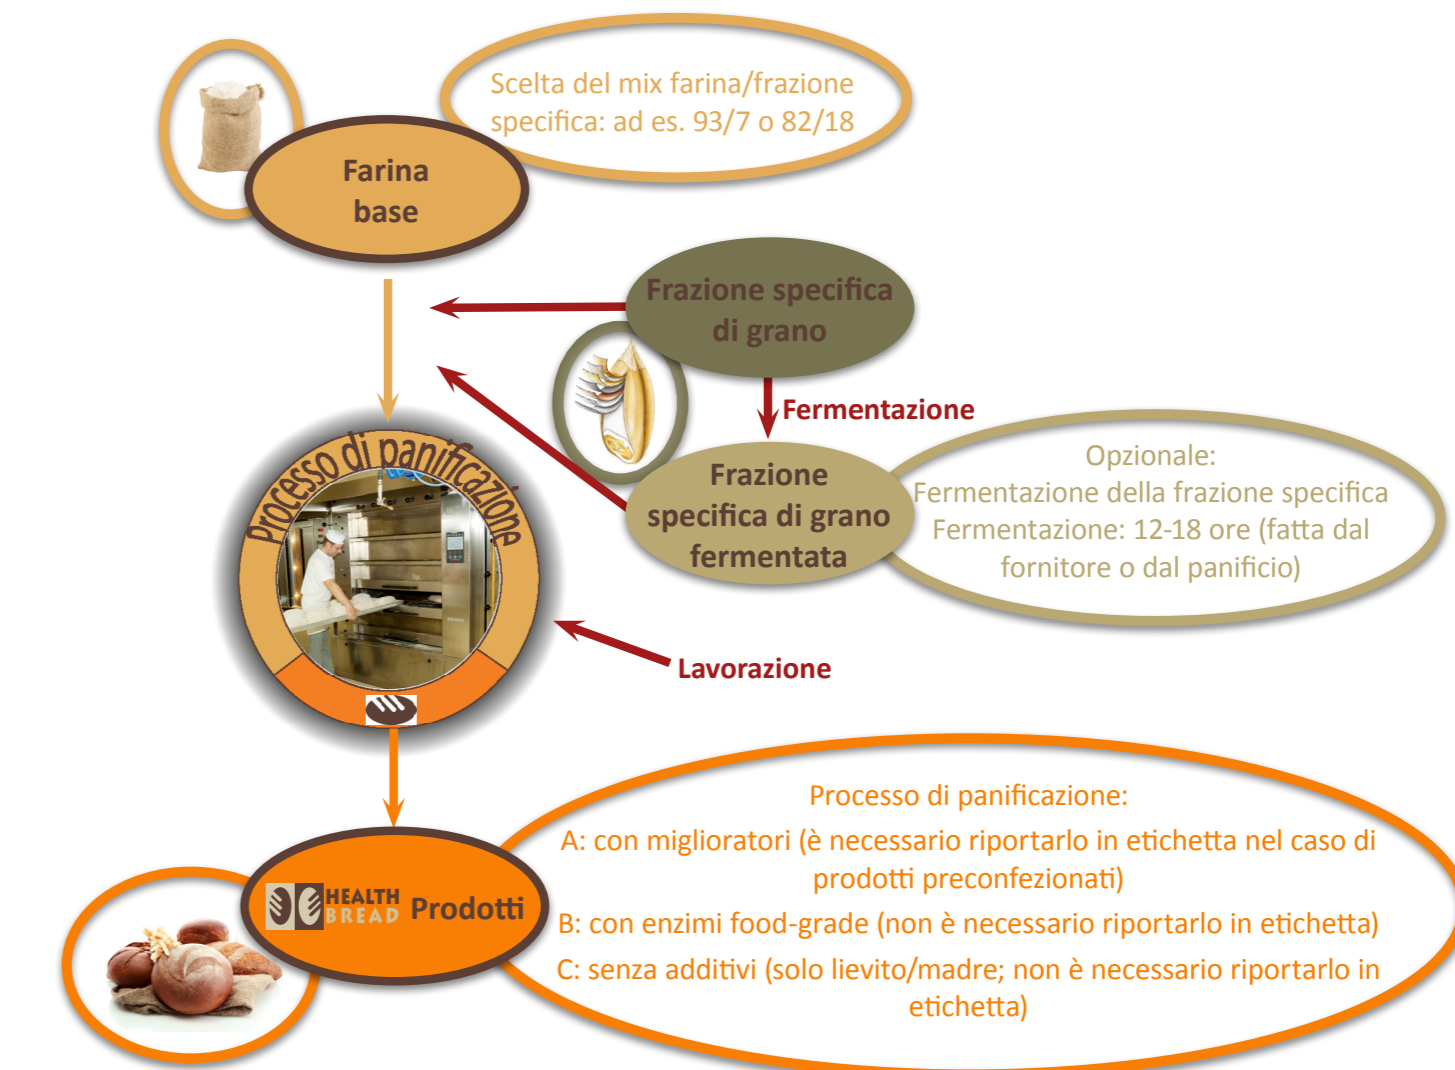 Scelta del mix farina/frazione
specifica: ad es. 93/7 o 82/18
Farina
base
Frazione specifica
di grano
Fermentazione
Frazione
specifica di grano
fermentata
Opzionale:
Fermentazione della frazione specifica
Fermentazione: 12-18 ore (fatta dal
fornitore o dal panificio)
Processo di panificazione
Lavorazione
Processo di panificazione:
A: con miglioratori (è necessario riportarlo in etichetta nel caso di
prodotti preconfezionati)
B: con enzimi food-grade (non è necessario riportarlo in etichetta)
C: senza additivi (solo lievito/madre; non è necessario riportarlo in
etichetta)
HEALTH
BREAD
Prodotti